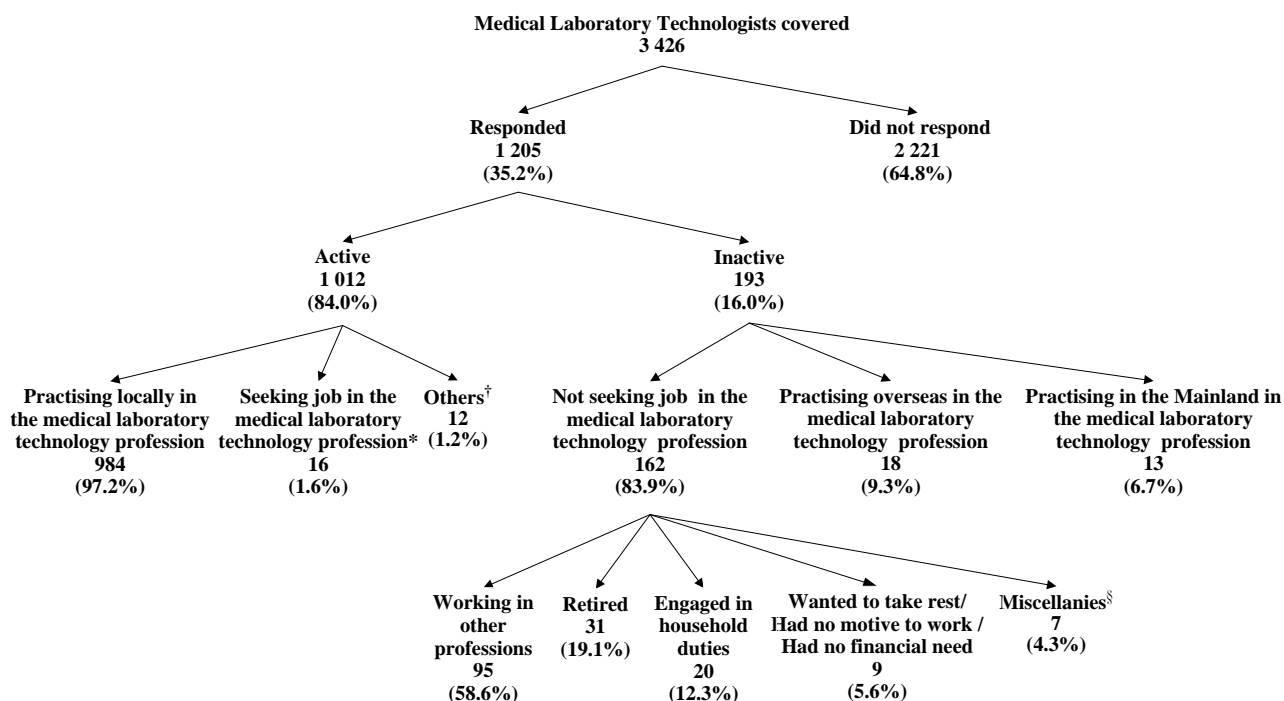 Medical Laboratory Technologists covered
3 426
Responded
1 205
(35.2%)
Did not respond
2 221
(64.8%)
Active
1 012
(84.0%)
Inactive
193
(16.0%)
Practising locally in
the medical laboratory
technology profession
984
(97.2%)
Seeking job in the
medical laboratory
technology profession*
16
(1.6%)
Others†
12
(1.2%)
Not seeking job in the
medical laboratory
technology profession
162
(83.9%)
Practising overseas in the
medical laboratory
technology profession
18
(9.3%)
Practising in the Mainland in
the medical laboratory
technology profession
13
(6.7%)
Working in
other
professions
95
(58.6%)
Retired
31
(19.1%)
Engaged in
household
duties
20
(12.3%)
Wanted to take rest/
Had no motive to work /
Had no financial need
9
(5.6%)
Miscellanies§
7
(4.3%)